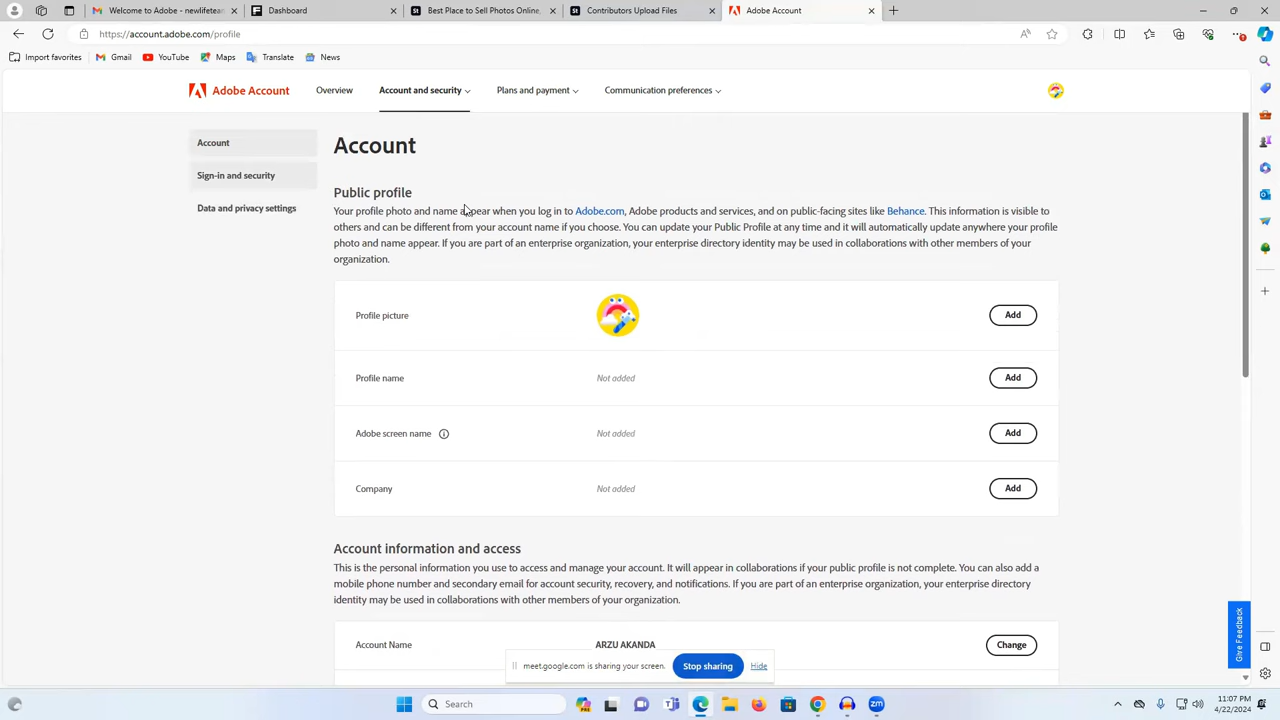 Welcome to Adobe - newlifetean
Dashboard
Best Place to Sell Photos Online,
Contributors Upload Files
Adobe Account
https://account.adobe.com/profile
Import favorites
Gmail
YouTube
Maps
Translate
News
Adobe Account
Overview
Account and security
Plans and payment
Communication preferences
Account
Sign-in and security
Data and privacy settings
Account
Public profile
Your profile photo and name appear when you log in to Adobe.com, Adobe products and services, and on public-facing sites like Behance. This information is visible to
others and can be different from your account name if you choose. You can update your Public Profile at any time and it will automatically update anywhere your profile
photo and name appear. If you are part of an enterprise organization, your enterprise directory identity may be used in collaborations with other members of your
organization.
Profile picture
Add
Profile name
Not added
Add
Adobe screen name
Not added
Add
Company
Not added
Add
Account information and access
This is the personal information you use to access and manage your account. It will appear in collaborations if your public profile is not complete. You can also add a
mobile phone number and secondary email for account security, recovery, and notifications. If you are part of an enterprise organization, your enterprise directory
identity may be used in collaborations with other members of your organization.
Account Name
ARZU AKANDA
Change
Give Feedback
meet.google.com is sharing your screen.
Stop sharing
Hide
Search
11:07 PM
4/22/2024